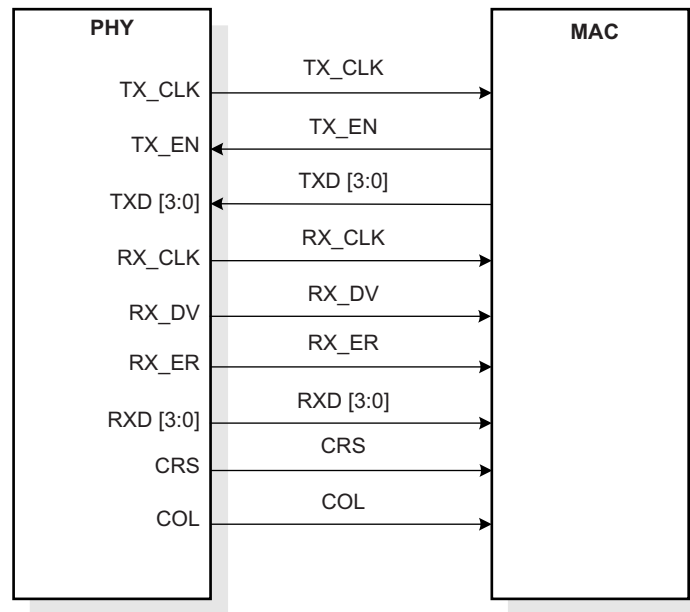 PHY
MAC
TX_CLK
TX_CLK
TX_EN
TX_EN
TXD [3:0]
TXD [3:0]
RX_CLK
RX_CLK
RX_DV
RX_DV
RX_ER
RX_ER
RXD [3:0]
RXD [3:0]
CRS
CRS
COL
COL